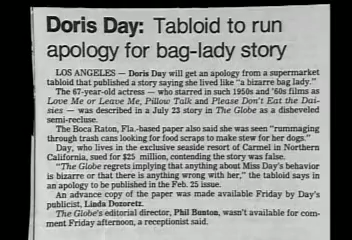 Doris Day: Tabloid to run
apology for bag-lady story
LOS ANGELES — Doris Day will get an apology from a supermarket
tabloid that published a story saying she lived like "a bizarre bag lady."
The 67-year-old actress — who starred in such 1950s and '60s films as
Love Me or Leave Me, Pillow Talk and Please Don't Eat the Dai-
sies — was described in a July 23 story in The Globe as a disheveled
semi-recluse.
The Boca Raton, Fla.-based paper also said she was seen "rummaging
through trash cans looking for food scraps to make stew for her dogs."
Day, who lives in the exclusive seaside resort of Carmel in Northern
California, sued for $25 million, contending the story was false.
"The Globe regrets implying that anything about Miss Day's behavior
is bizarre or that there is anything wrong with her," the tabloid says in
an apology to be published in the Feb. 25 issue.
An advance copy of the paper was made available Friday by Day's
publicist, Linda Dozoretz.
The Globe's editorial director, Phil Bunton, wasn't available for com-
ment Friday afternoon, a receptionist said.